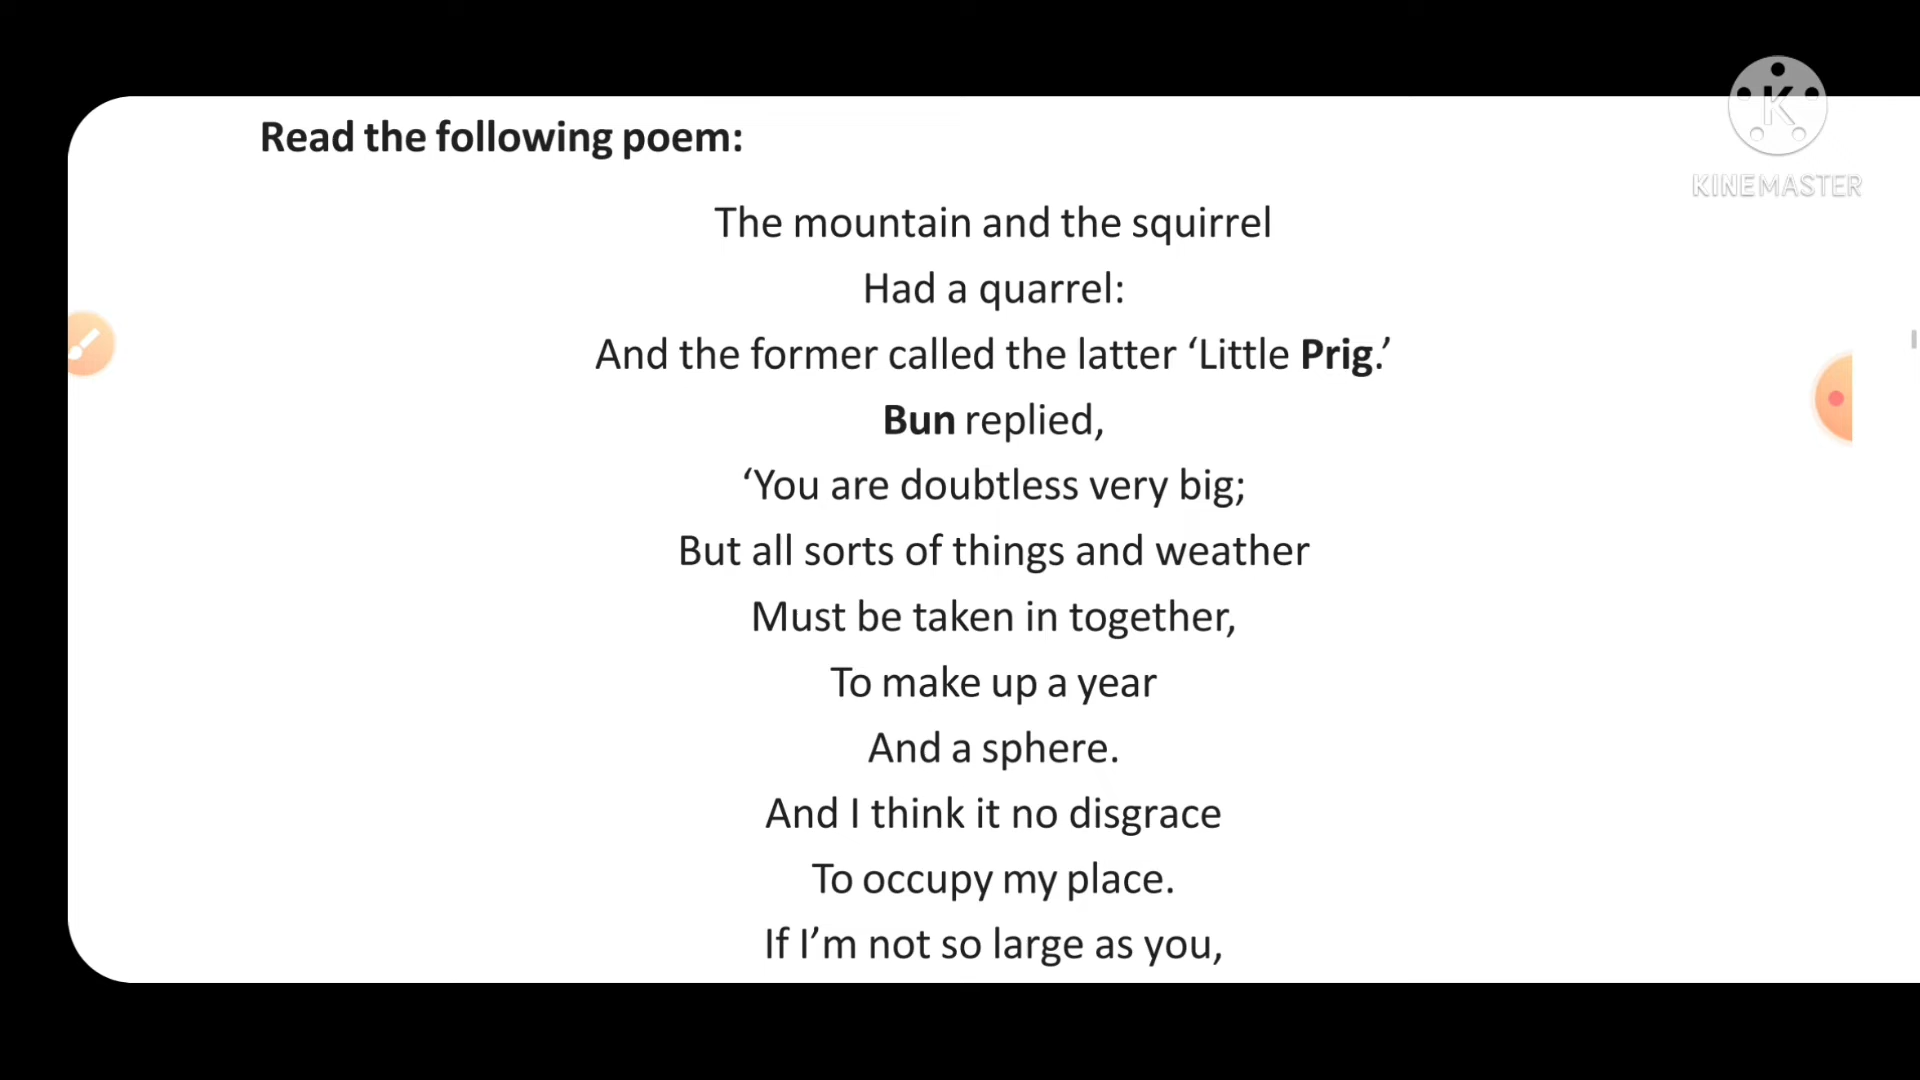 Read the following poem:
K
KINEMASTER
The mountain and the squirrel
Had a quarrel:
And the former called the latter ‘Little Prig.’
Bun replied,
‘You are doubtless very big;
But all sorts of things and weather
Must be taken in together,
To make up a year
And a sphere.
And I think it no disgrace
To occupy my place.
If I’m not so large as you,